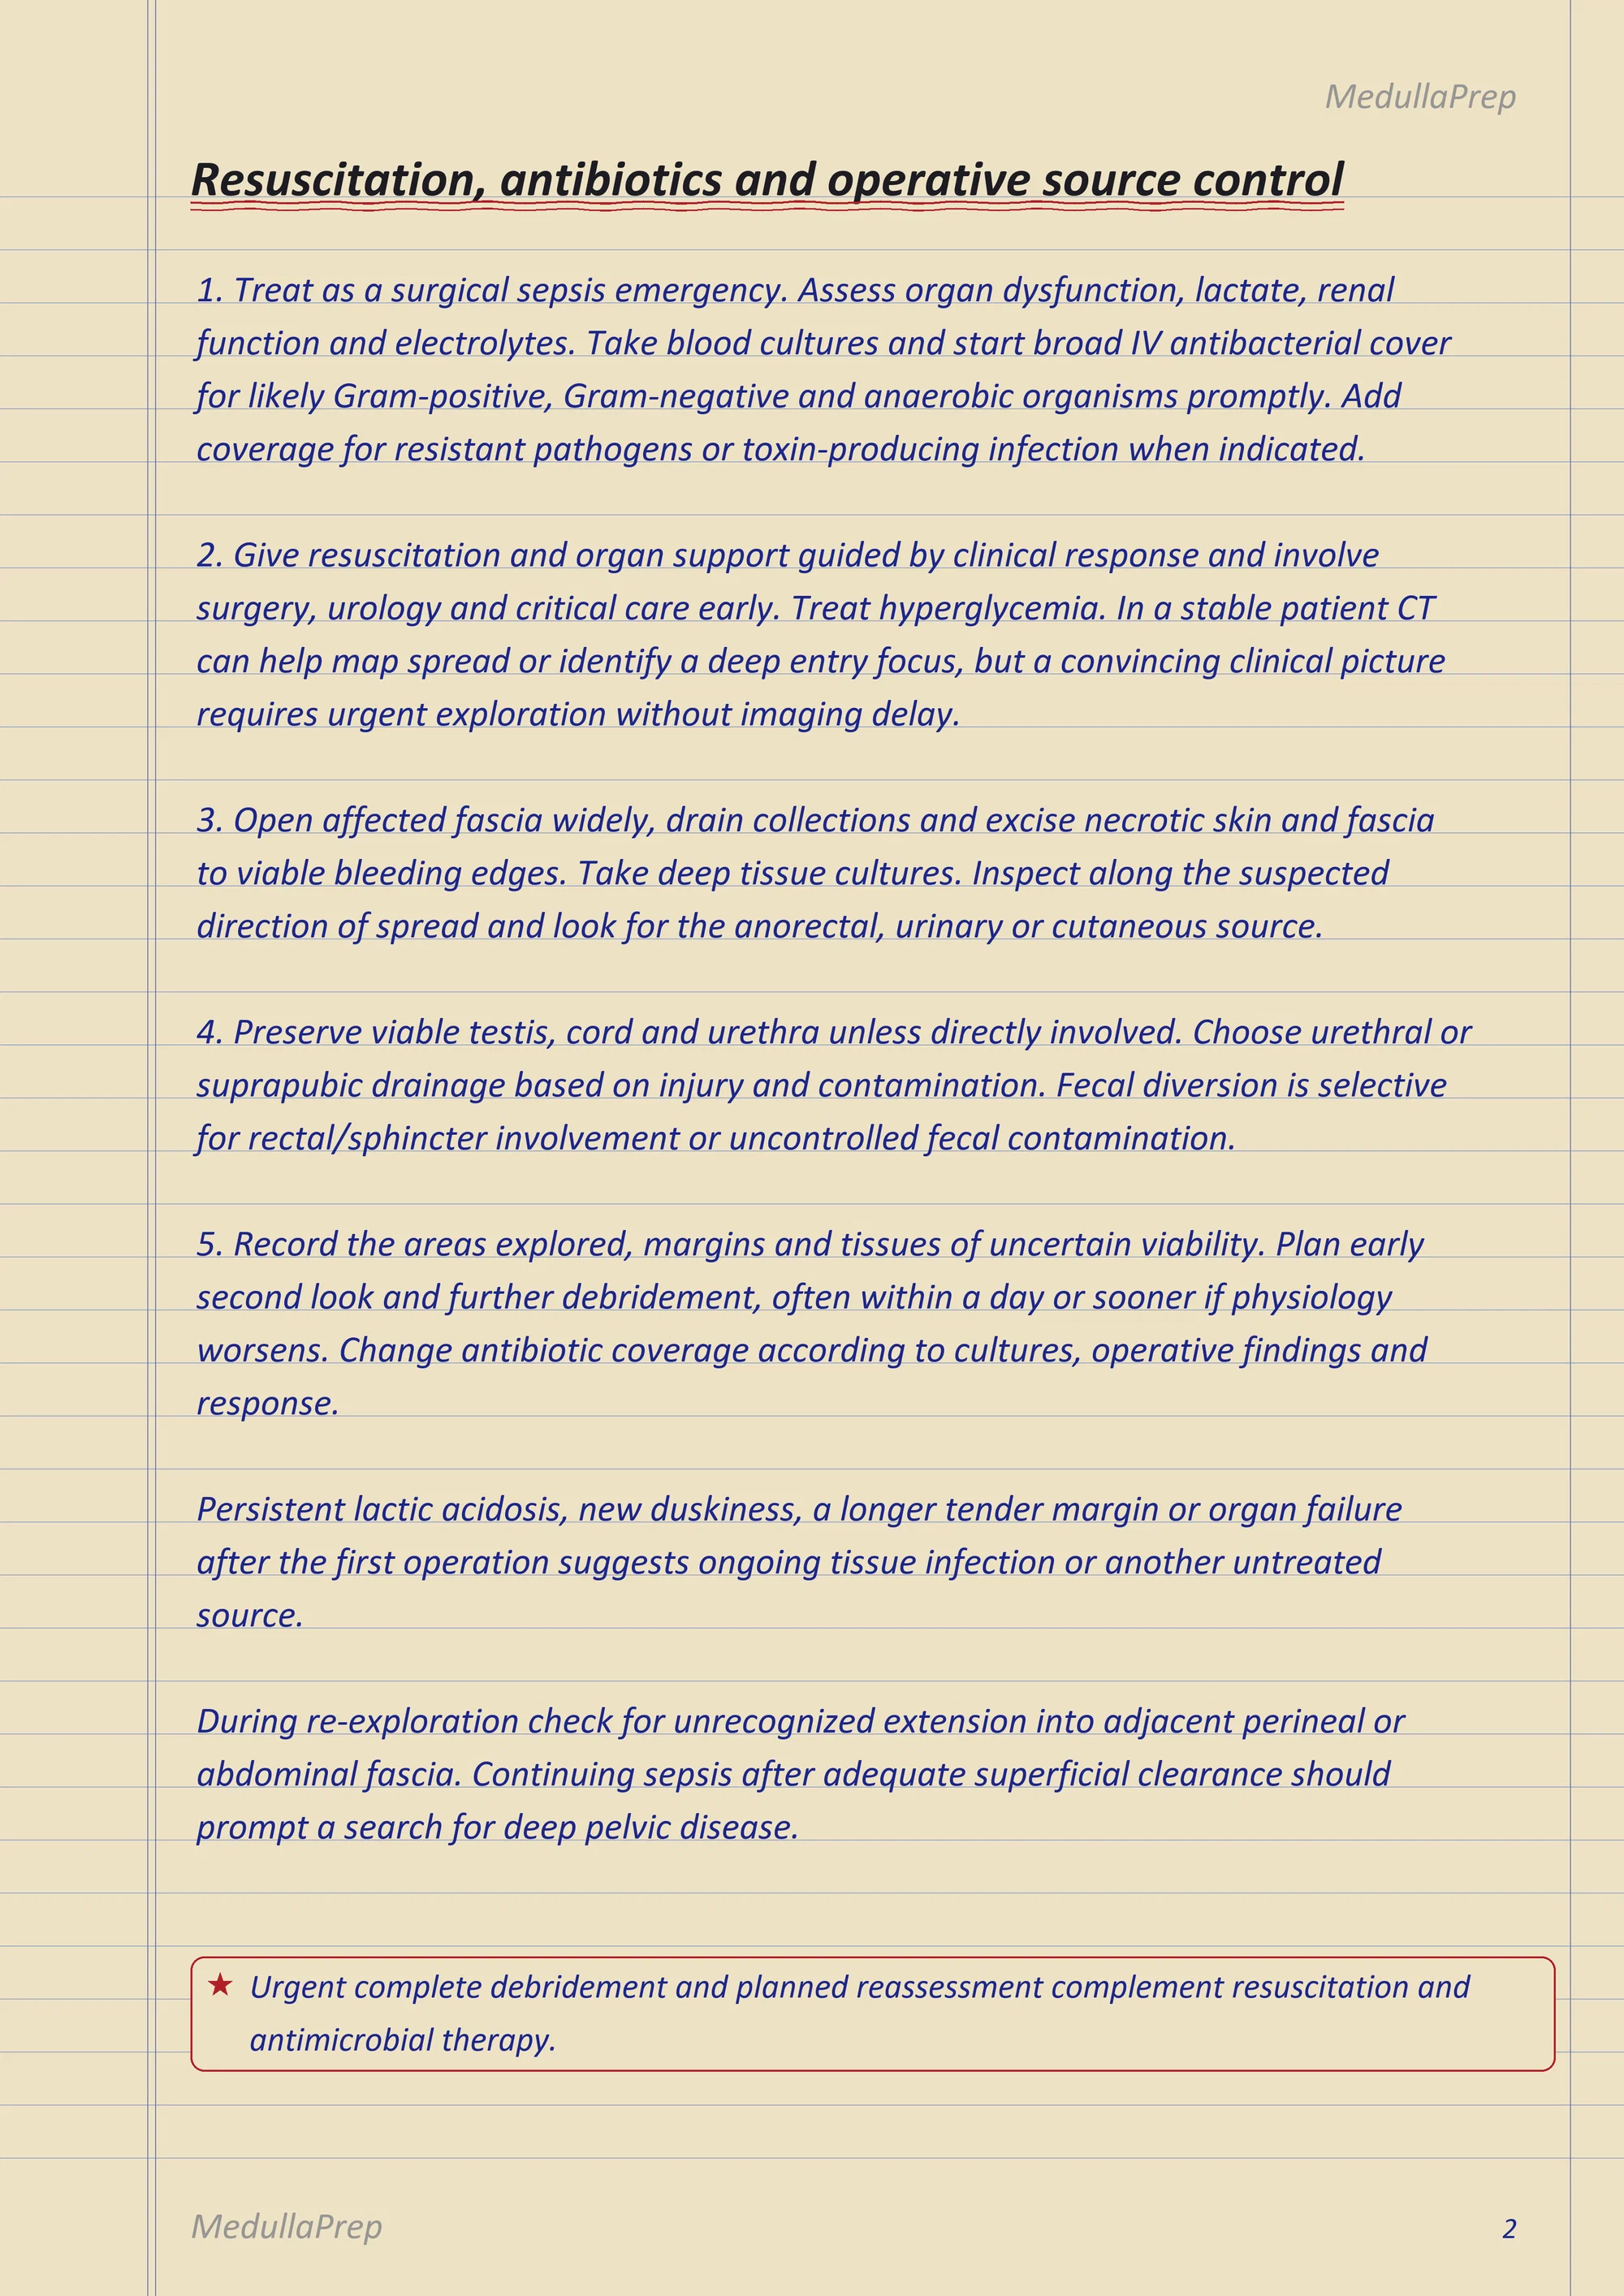 MedullaPrep
Resuscitation, antibiotics and operative source control
1. Treat as a surgical sepsis emergency. Assess organ dysfunction, lactate, renal
function and electrolytes. Take blood cultures and start broad IV antibacterial cover
for likely Gram-positive, Gram-negative and anaerobic organisms promptly. Add
coverage for resistant pathogens or toxin-producing infection when indicated.
2. Give resuscitation and organ support guided by clinical response and involve
surgery, urology and critical care early. Treat hyperglycemia. In a stable patient CT
can help map spread or identify a deep entry focus, but a convincing clinical picture
requires urgent exploration without imaging delay.
3. Open affected fascia widely, drain collections and excise necrotic skin and fascia
to viable bleeding edges. Take deep tissue cultures. Inspect along the suspected
direction of spread and look for the anorectal, urinary or cutaneous source.
4. Preserve viable testis, cord and urethra unless directly involved. Choose urethral or
suprapubic drainage based on injury and contamination. Fecal diversion is selective
for rectal/sphincter involvement or uncontrolled fecal contamination.
5. Record the areas explored, margins and tissues of uncertain viability. Plan early
second look and further debridement, often within a day or sooner if physiology
worsens. Change antibiotic coverage according to cultures, operative findings and
response.
Persistent lactic acidosis, new duskiness, a longer tender margin or organ failure
after the first operation suggests ongoing tissue infection or another untreated
source.
During re-exploration check for unrecognized extension into adjacent perineal or
abdominal fascia. Continuing sepsis after adequate superficial clearance should
prompt a search for deep pelvic disease.
★ Urgent complete debridement and planned reassessment complement resuscitation and
antimicrobial therapy.
MedullaPrep
2